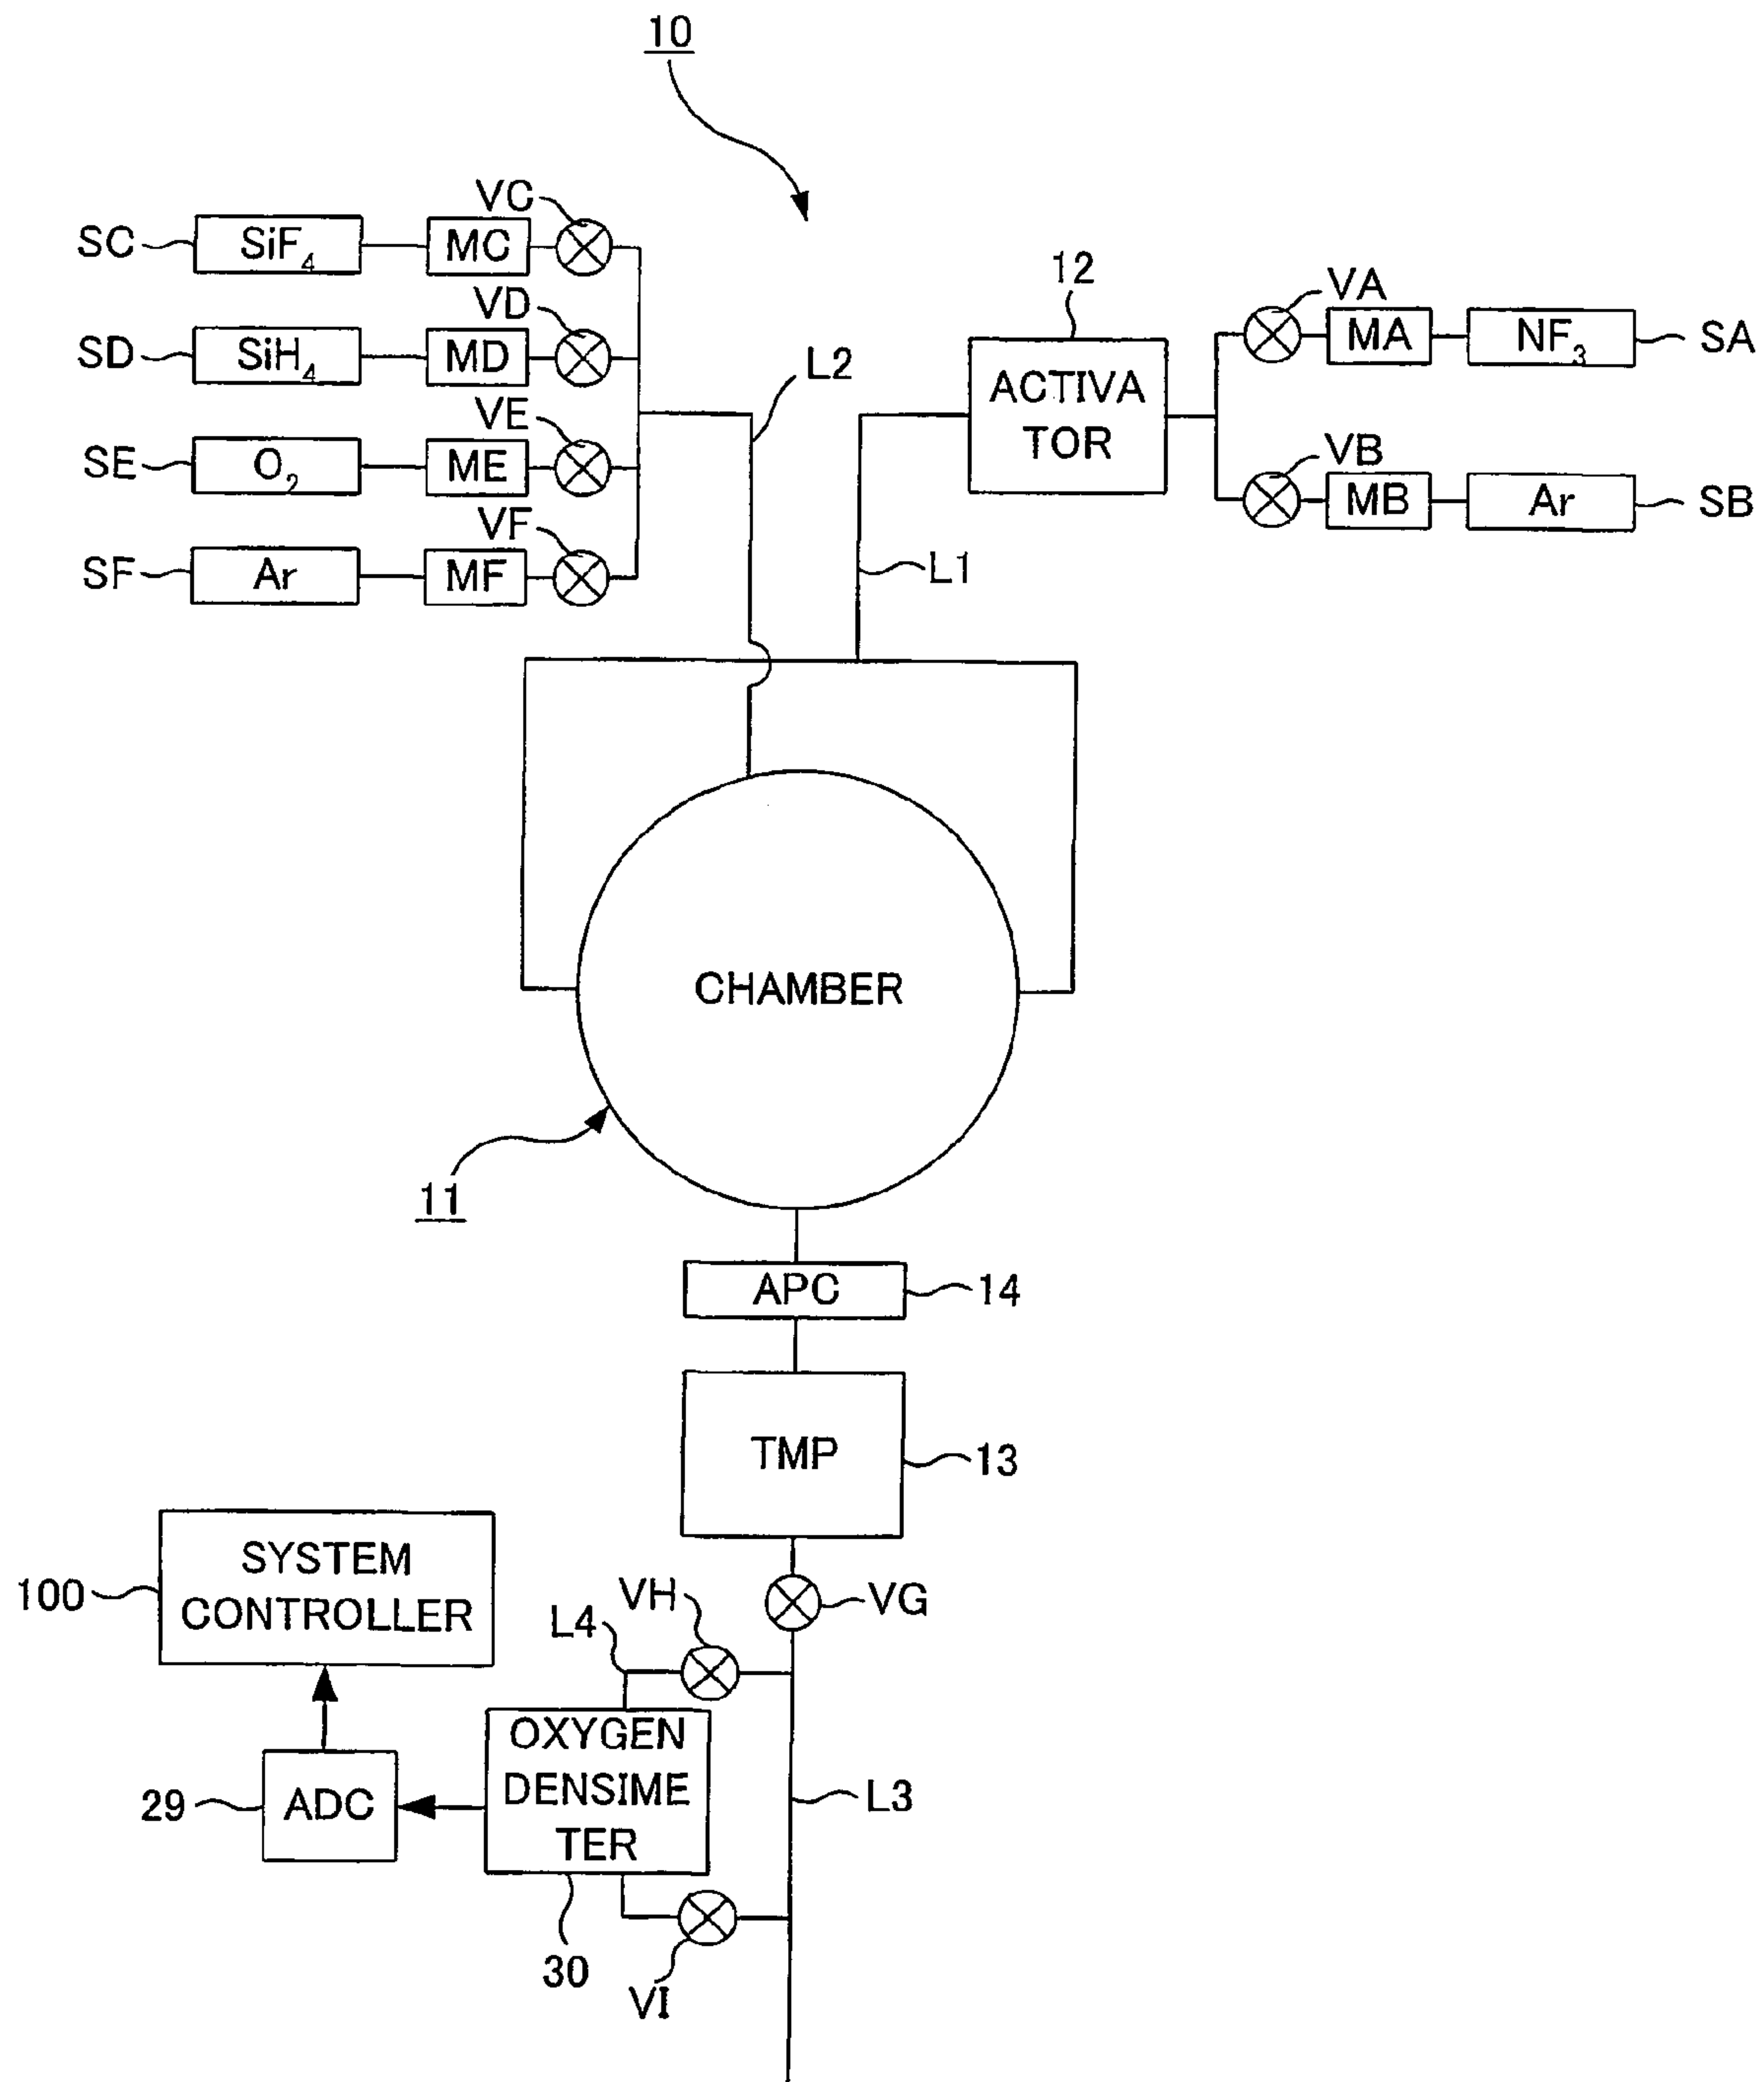 10
VC
SC SiF4 MC
VD
SD SiH4 MD
VE
SE O2 ME
VF
SF Ar MF
L2
12
ACTIVA
TOR
VA
MA NF3 SA
VB
MB Ar SB
L1
CHAMBER
11
APC 14
TMP 13
SYSTEM
CONTROLLER
100
VH VG
L4
OXYGEN
DENSIME
TER
L3
29 ADC
30
VI